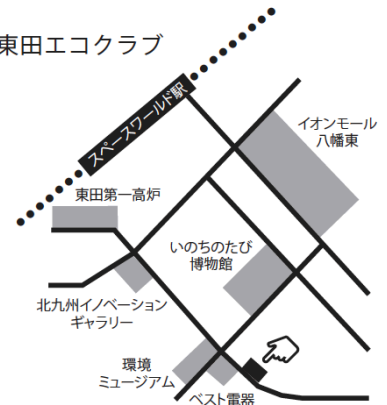 東田エコクラブ
スペースワールド駅
イオンモール
八幡東
東田第一高炉
いのちのたび
博物館
北九州イノベーション
ギャラリー
環境
ミュージアム
ベスト電器